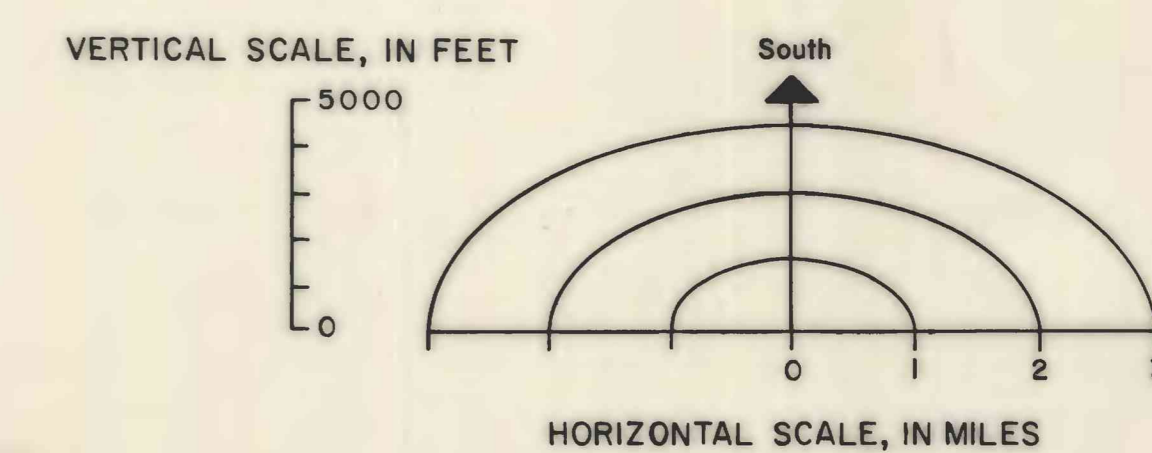 VERTICAL SCALE, IN FEET
South
5000
0
0 1 2
HORIZONTAL SCALE, IN MILES